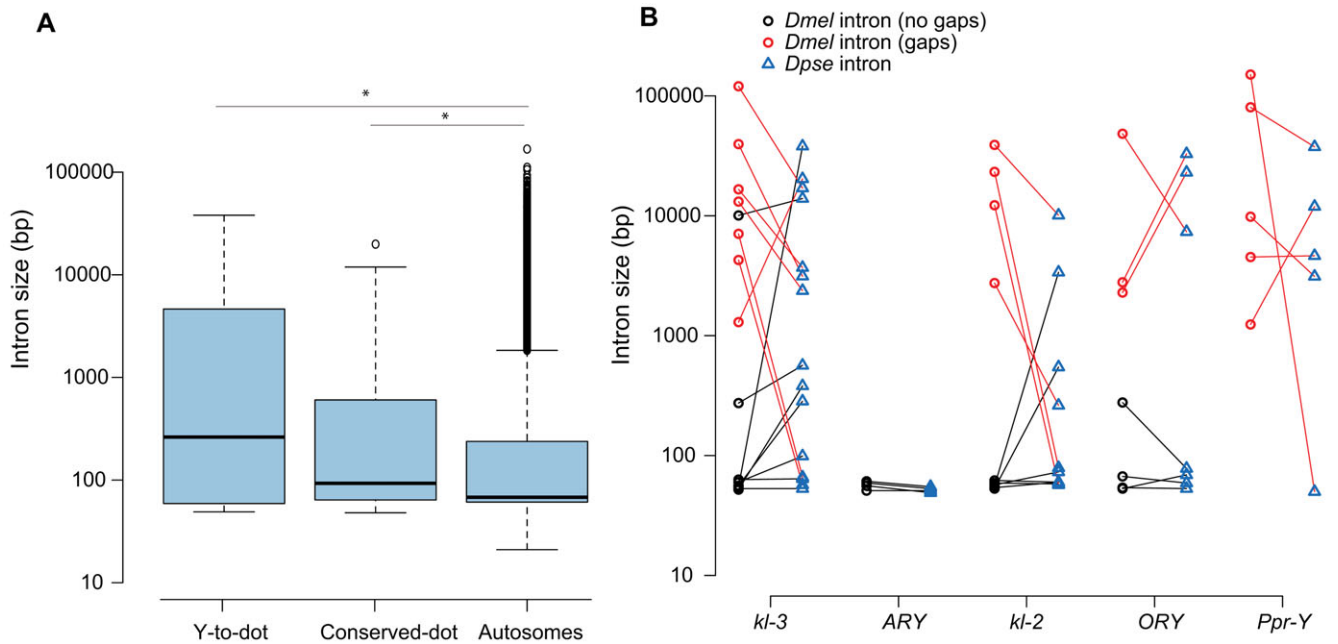 A
*
*
Intron size (bp)
100000
10000
1000
100
10
Y-to-dot Conserved-dot Autosomes
B
Dmel intron (no gaps)
Dmel intron (gaps)
Dpse intron
Intron size (bp)
100000
10000
1000
100
10
kl-3 ARY kl-2 ORY Ppr-Y